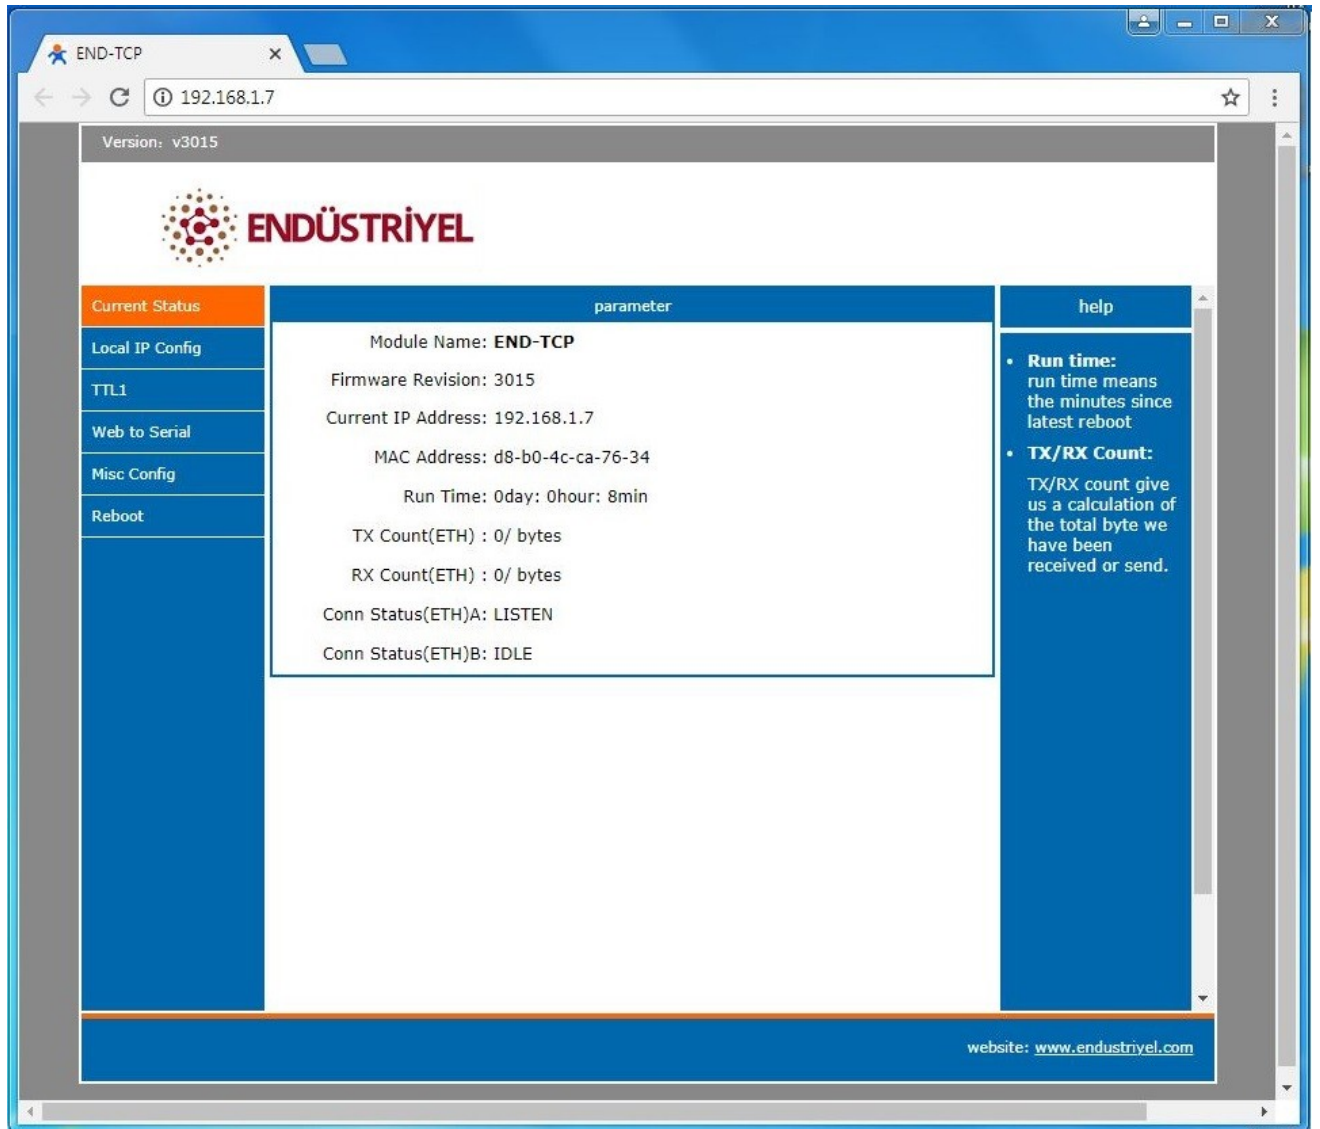 END-TCP
192.168.1.7
Version: v3015
ENDÜSTRİYEL
Current Status
Local IP Config
TTL1
Web to Serial
Misc Config
Reboot
parameter
Module Name: END-TCP
Firmware Revision: 3015
Current IP Address: 192.168.1.7
MAC Address: d8-b0-4c-ca-76-34
Run Time: 0day: 0hour: 8min
TX Count(ETH) : 0/ bytes
RX Count(ETH) : 0/ bytes
Conn Status(ETH)A: LISTEN
Conn Status(ETH)B: IDLE
help
• Run time:
run time means
the minutes since
latest reboot
• TX/RX Count:
TX/RX count give
us a calculation of
the total byte we
have been
received or send.
website: www.endustriyel.com